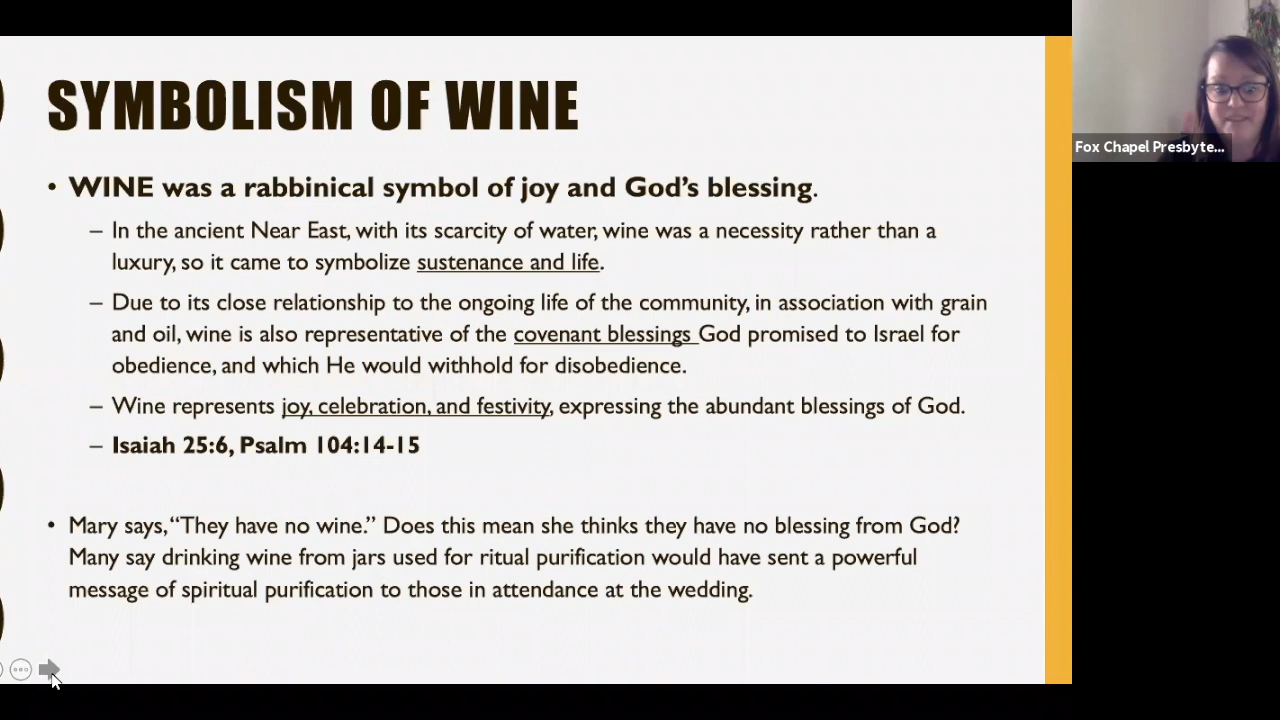 SYMBOLISM OF WINE
• WINE was a rabbinical symbol of joy and God's blessing.
– In the ancient Near East, with its scarcity of water, wine was a necessity rather than a
luxury, so it came to symbolize sustenance and life.
– Due to its close relationship to the ongoing life of the community, in association with grain
and oil, wine is also representative of the covenant blessings God promised to Israel for
obedience, and which He would withhold for disobedience.
– Wine represents joy, celebration, and festivity, expressing the abundant blessings of God.
– Isaiah 25:6, Psalm 104:14-15
• Mary says, “They have no wine.” Does this mean she thinks they have no blessing from God?
Many say drinking wine from jars used for ritual purification would have sent a powerful
message of spiritual purification to those in attendance at the wedding.
Fox Chapel Presbyte...